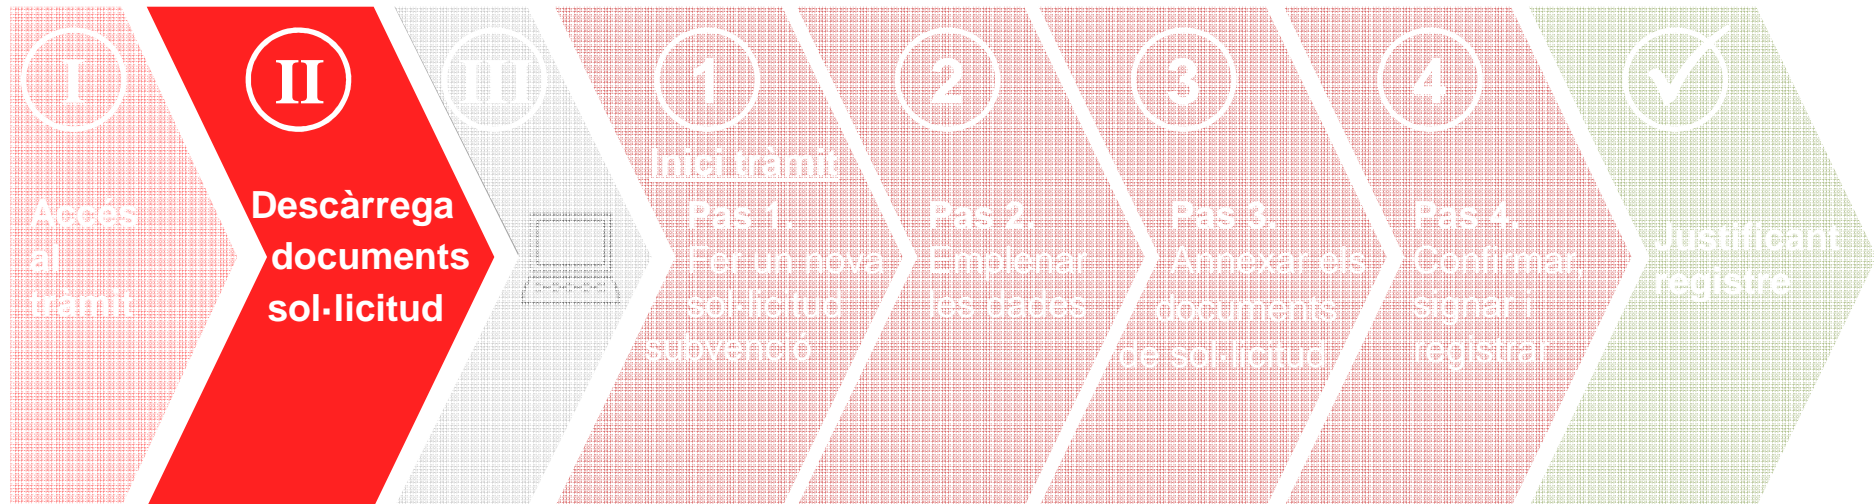 I
Accés
al
tràmit
II
Descàrrega
documents
sol·licitud
III
1
Inici tràmit
Pas 1.
Fer un nova
sol·licitud
subvenció
2
Pas 2.
Emplenar
les dades
3
Pas 3.
Annexar els
documents
de sol·licitud
4
Pas 4.
Confirmar,
signar i
registrar
Justificant
registre